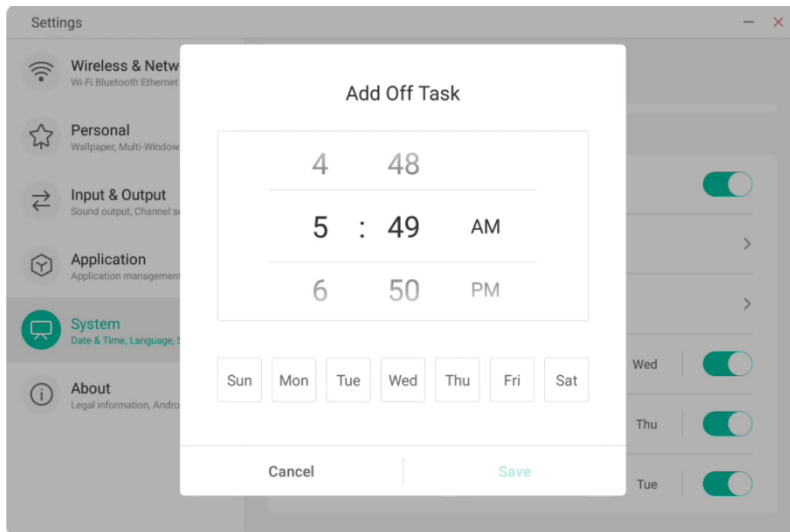 Settings
Wireless & Netw
Wi-Fi Bluetooth Ethernet
Personal
Wallpaper, Multi-Window
Input & Output
Sound output, Channel se
Application
Application management
System
Date & Time, Language, S
About
Legal information, Andro
Add Off Task
4 48
5 : 49 AM
6 50 PM
Sun Mon Tue Wed Thu Fri Sat
Cancel Save
Wed
Thu
Tue